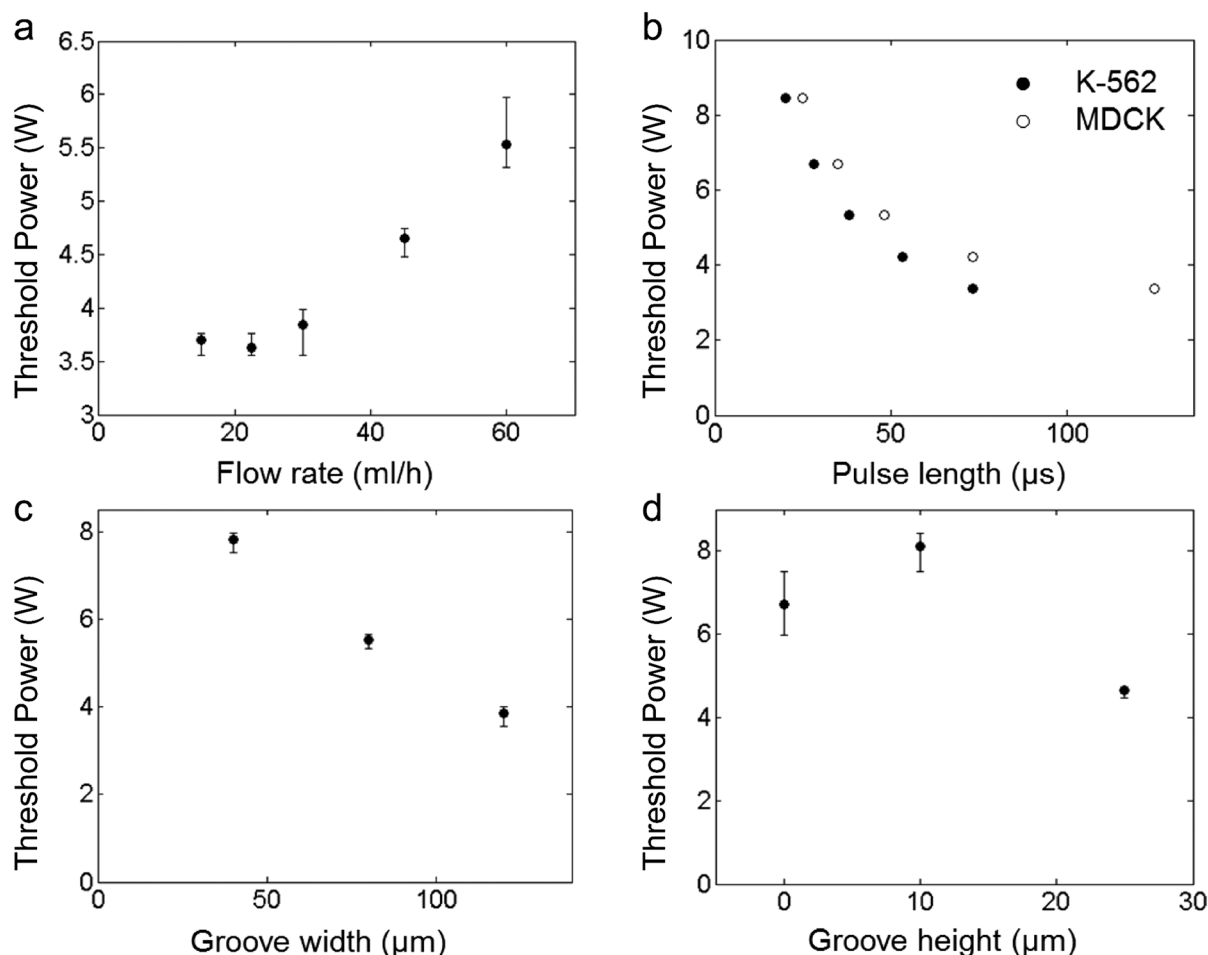 a
6.5
6
5.5
5
4.5
4
3.5
3
0
20
40
60
Threshold Power (W)
Flow rate (ml/h)
b
10
8
6
4
2
0
0
50
100
K-562
MDCK
Threshold Power (W)
Pulse length (µs)
c
8
6
4
2
0
0
50
100
Threshold Power (W)
Groove width (µm)
d
8
6
4
2
0
0
10
20
30
Threshold Power (W)
Groove height (µm)